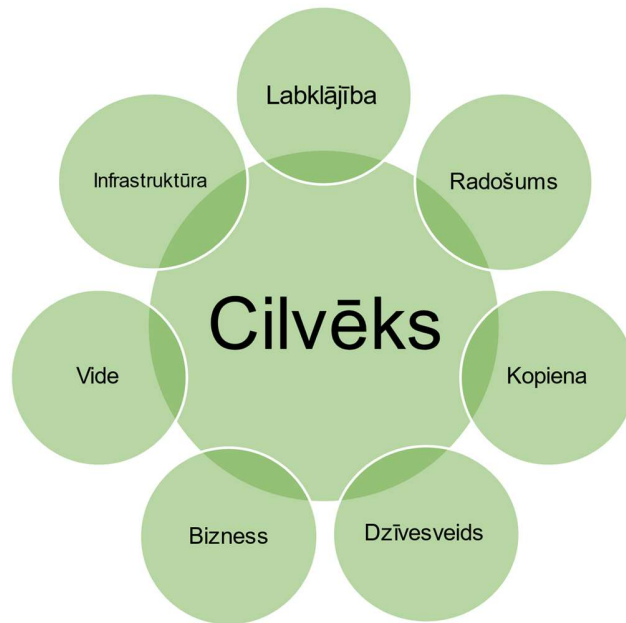 Labklājība
Infrastruktūra
Radošums
Cilvēks
Vide
Kopiena
Bizness
Dzīvesveids